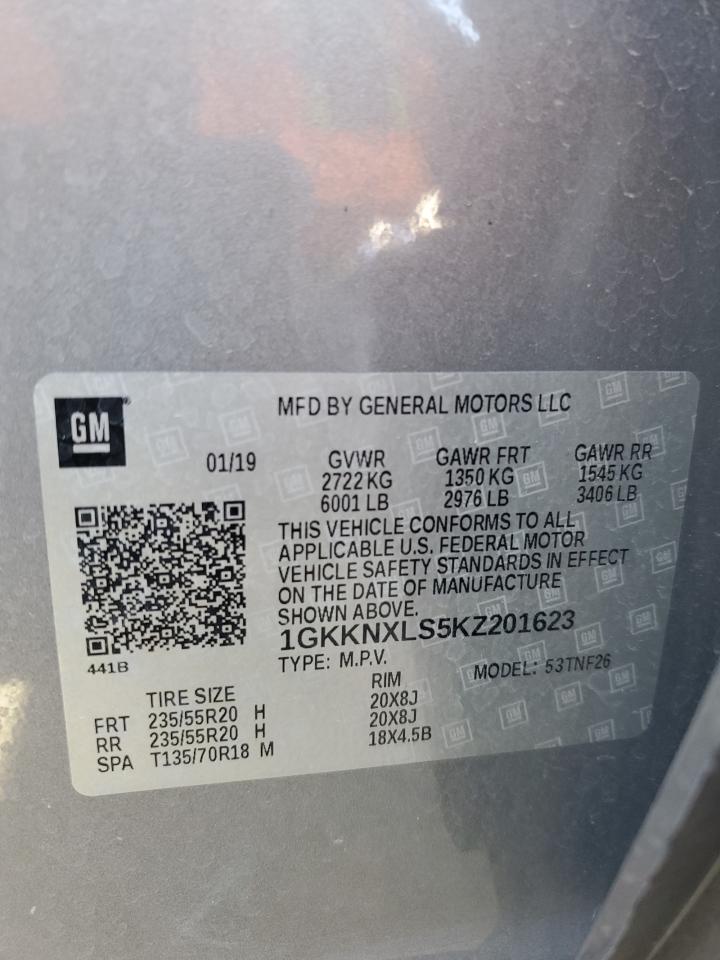 GM
MFD BY GENERAL MOTORS LLC
01/19
GVWR GAWR FRT GAWR RR
2722 KG 1350 KG 1545 KG
6001 LB 2976 LB 3406 LB
THIS VEHICLE CONFORMS TO ALL
APPLICABLE U.S. FEDERAL MOTOR
VEHICLE SAFETY STANDARDS IN EFFECT
ON THE DATE OF MANUFACTURE
SHOWN ABOVE.
1GKKNXLS5KZ201623
441B
TYPE: M.P.V. MODEL: 53TNF26
TIRE SIZE RIM
FRT 235/55R20 H 20X8J
RR 235/55R20 H 20X8J
SPA T135/70R18 M 18X4.5B